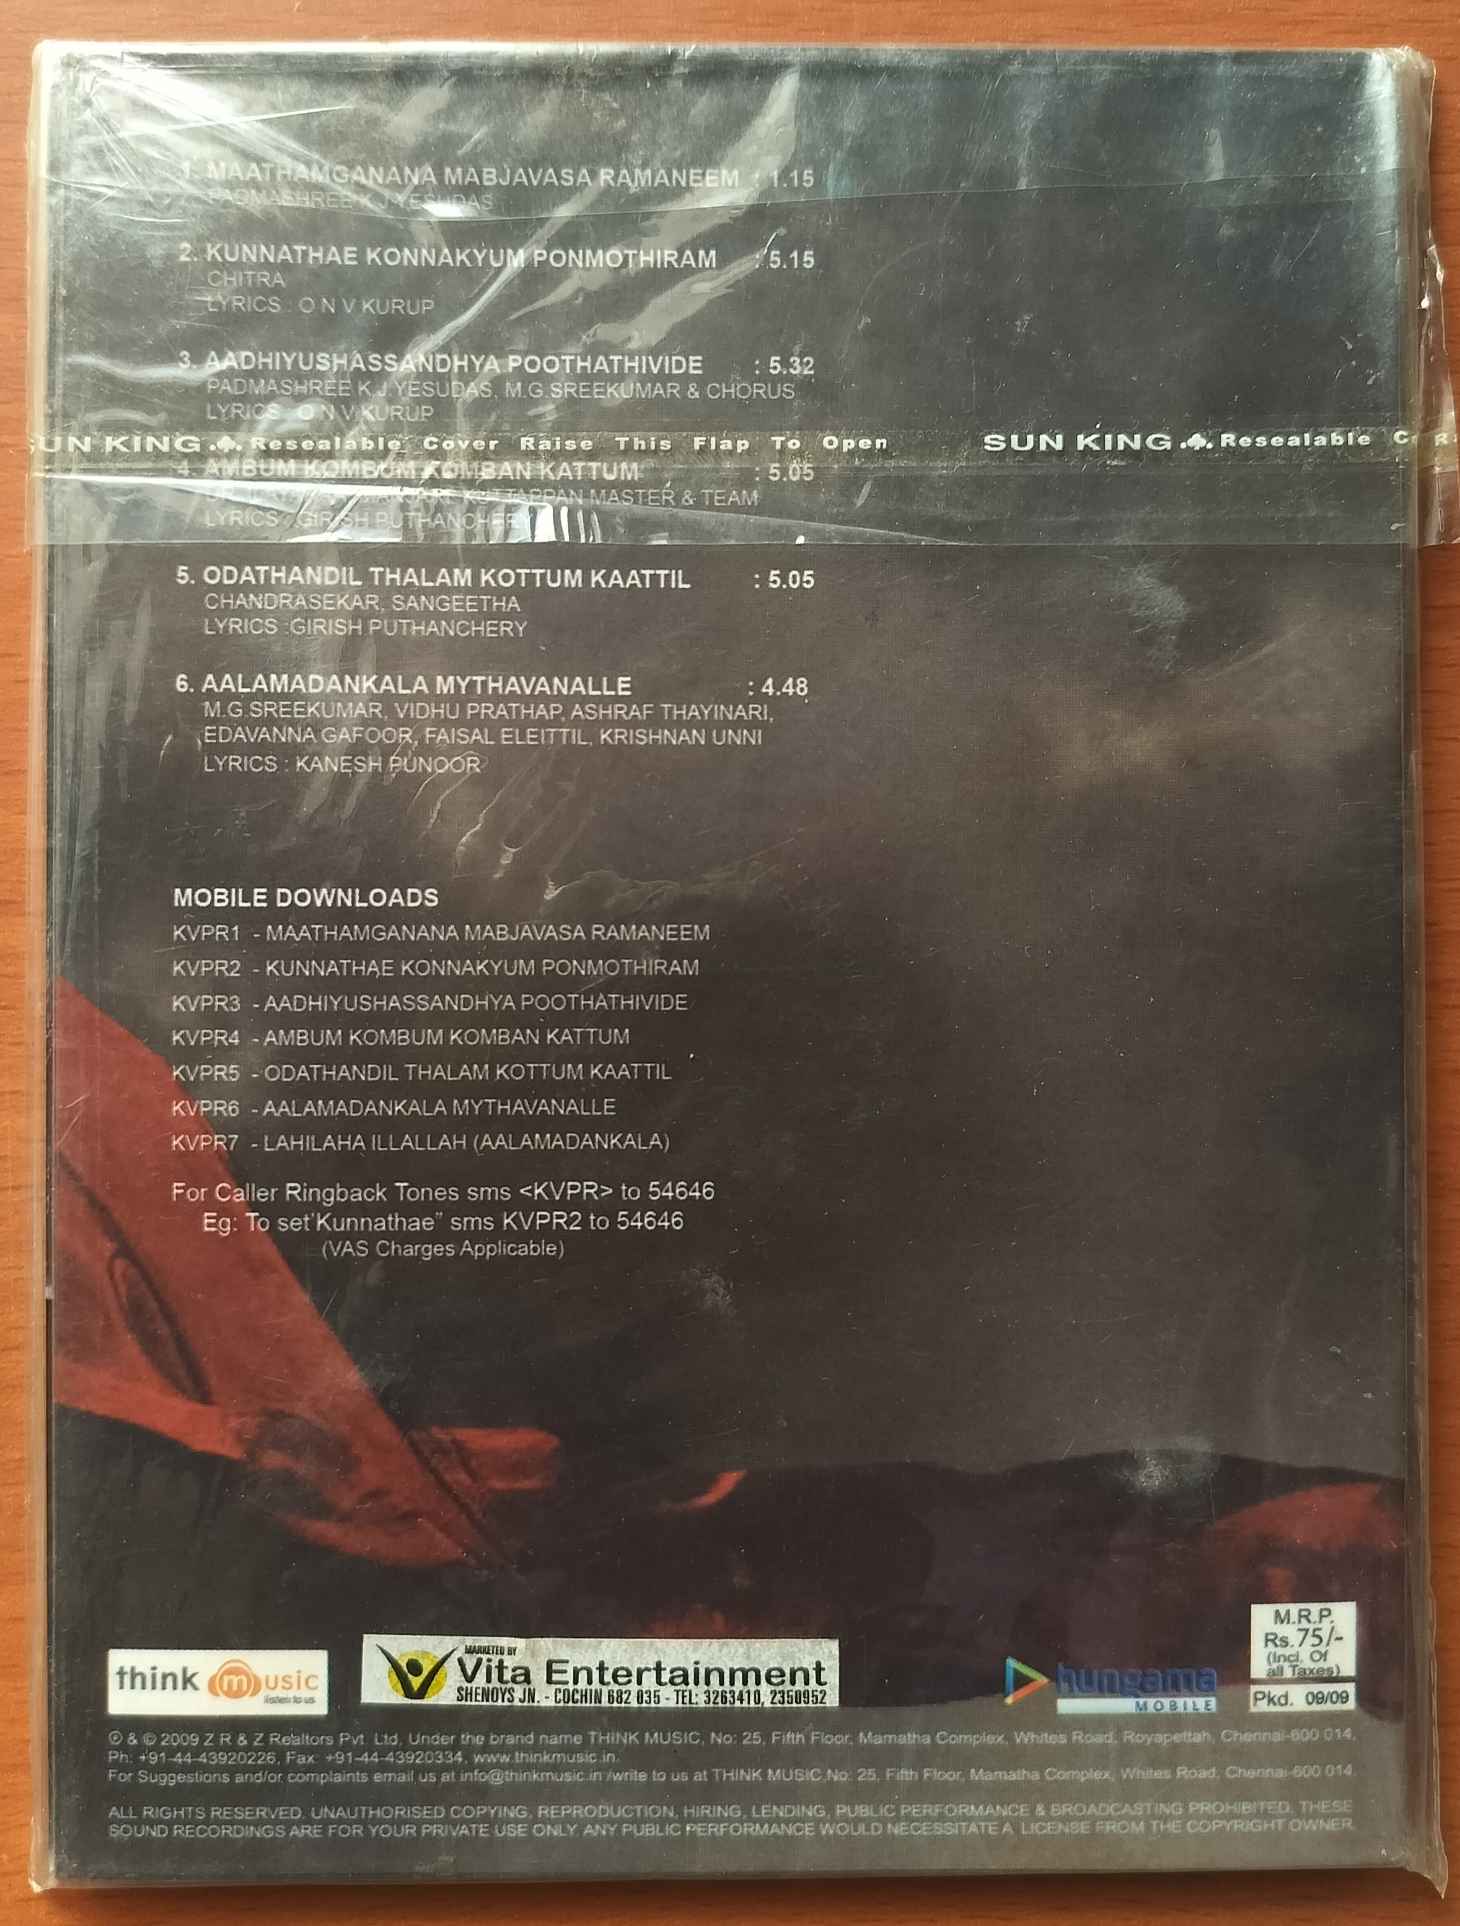 1. MAATHAMGANANA MABJAVASA RAMANEEM : 1.15
PADMASHREE K.J.YESUDAS
2. KUNNATHAE KONNAKYUM PONMOTHIRAM : 5.15
CHITRA
LYRICS : O N V KURUP
3. AADHIYUSHASSANDHYA POOTHATHIVIDE : 5.32
PADMASHREE K.J.YESUDAS, M.G.SREEKUMAR & CHORUS
LYRICS : O N V KURUP
SUN KING Resealable Cover Raise This Flap To Open SUN KING Resealable
4. AMBUM KOMBUM KOMBAN KATTUM : 5.05
KUTTAPPAN MASTER & TEAM
LYRICS : GIRISH PUTHANCHERY
5. ODATHANDIL THALAM KOTTUM KAATTIL : 5.05
CHANDRASEKAR, SANGEETHA
LYRICS :GIRISH PUTHANCHERY
6. AALAMADANKALA MYTHAVANALLE : 4.48
M.G.SREEKUMAR, VIDHU PRATHAP, ASHRAF THAYINARI,
EDAVANNA GAFOOR, FAISAL ELEITTIL, KRISHNAN UNNI
LYRICS : KANESH PUNOOR
MOBILE DOWNLOADS
KVPR1 - MAATHAMGANANA MABJAVASA RAMANEEM
KVPR2 - KUNNATHAE KONNAKYUM PONMOTHIRAM
KVPR3 - AADHIYUSHASSANDHYA POOTHATHIVIDE
KVPR4 - AMBUM KOMBUM KOMBAN KATTUM
KVPR5 - ODATHANDIL THALAM KOTTUM KAATTIL
KVPR6 - AALAMADANKALA MYTHAVANALLE
KVPR7 - LAHILAHA ILLALLAH (AALAMADANKALA)
For Caller Ringback Tones sms <KVPR> to 54646
Eg: To set'Kunnathae" sms KVPR2 to 54646
(VAS Charges Applicable)
M.R.P.
Rs.75/-
(Incl. Of
all Taxes)
Pkd. 09/09
think music
listen to us
MARKETED BY
Vita Entertainment
SHENOYS JN. - COCHIN 682 035 - TEL: 3263410, 2350952
hungama
MOBILE
℗ & © 2009 Z R & Z Realtors Pvt. Ltd, Under the brand name THINK MUSIC, No: 25, Fifth Floor, Mamatha Complex, Whites Road, Royapettah, Chennai-600 014.
Ph: +91-44-43920226, Fax: +91-44-43920334, www.thinkmusic.in.
For Suggestions and/or complaints email us at info@thinkmusic.in /write to us at THINK MUSIC,No: 25, Fifth Floor, Mamatha Complex, Whites Road, Chennai-600 014.
ALL RIGHTS RESERVED. UNAUTHORISED COPYING, REPRODUCTION, HIRING, LENDING, PUBLIC PERFORMANCE & BROADCASTING PROHIBITED. THESE
SOUND RECORDINGS ARE FOR YOUR PRIVATE USE ONLY. ANY PUBLIC PERFORMANCE WOULD NECESSITATE A LICENSE FROM THE COPYRIGHT OWNER.